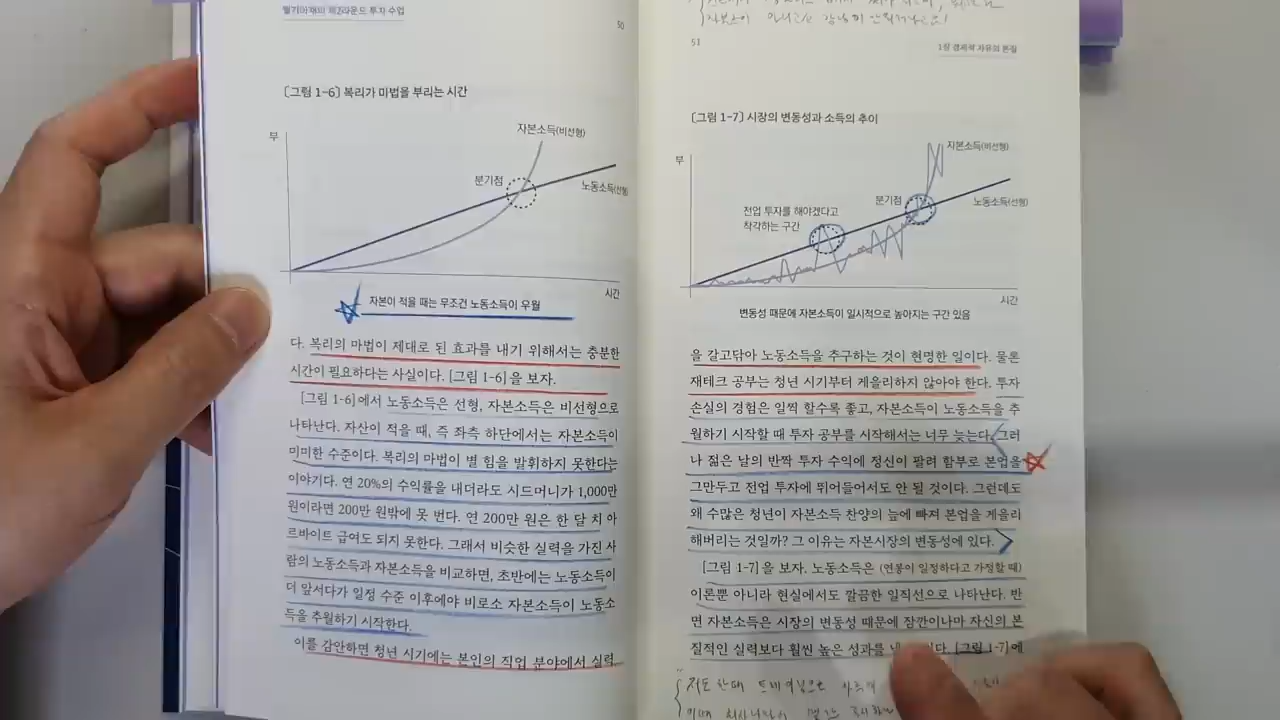 월가아재의 제2라운드 투자 수업
50
[그림 1-6] 복리가 마법을 부리는 시간
부
자본소득(비선형)
분기점
노동소득(선형)
시간
자본이 적을 때는 무조건 노동소득이 우월
다. 복리의 마법이 제대로 된 효과를 내기 위해서는 충분한
시간이 필요하다는 사실이다. [그림 1-6]을 보자.
[그림 1-6]에서 노동소득은 선형, 자본소득은 비선형으로
나타난다. 자산이 적을 때, 즉 좌측 하단에서는 자본소득이
미미한 수준이다. 복리의 마법이 별 힘을 발휘하지 못한다는
이야기다. 연 20%의 수익률을 내더라도 시드머니가 1,000만
원이라면 200만 원밖에 못 번다. 연 200만 원은 한 달 치 아
르바이트 급여도 되지 못한다. 그래서 비슷한 실력을 가진 사
람의 노동소득과 자본소득을 비교하면, 초반에는 노동소득이
더 앞서다가 일정 수준 이후에야 비로소 자본소득이 노동소
득을 추월하기 시작한다.
이를 감안하면 청년 시기에는 본인의 직업 분야에서 실력
51
1장 경제적 자유의 본질
[그림 1-7] 시장의 변동성과 소득의 추이
부
자본소득(비선형)
분기점
노동소득(선형)
전업 투자를 해야겠다고
착각하는 구간
시간
변동성 때문에 자본소득이 일시적으로 높아지는 구간 있음
을 갈고닦아 노동소득을 추구하는 것이 현명한 일이다. 물론
재테크 공부는 청년 시기부터 게을리하지 않아야 한다. 투자
손실의 경험은 일찍 할수록 좋고, 자본소득이 노동소득을 추
월하기 시작할 때 투자 공부를 시작해서는 너무 늦는다. 그러
나 젊은 날의 반짝 투자 수익에 정신이 팔려 함부로 본업을
그만두고 전업 투자에 뛰어들어서도 안 될 것이다. 그런데도
왜 수많은 청년이 자본소득 찬양의 늪에 빠져 본업을 게을리
해버리는 것일까? 그 이유는 자본시장의 변동성에 있다.
[그림 1-7]을 보자. 노동소득은 (연봉이 일정하다고 가정할 때)
이론뿐 아니라 현실에서도 깔끔한 일직선으로 나타난다. 반
면 자본소득은 시장의 변동성 때문에 잠깐이나마 자신의 본
질적인 실력보다 훨씬 높은 성과를 다. [그림 1-7]에